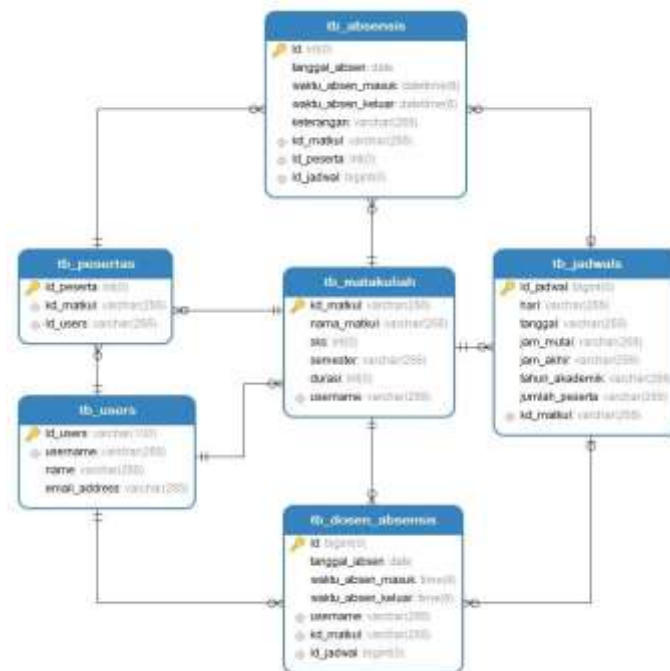 tb_absensis
id int(0)
tanggal_absen date
waktu_absen_masuk datetime(6)
waktu_absen_keluar datetime(6)
keterangan varchar(255)
kd_matkul varchar(255)
id_peserta int(0)
id_jadwal bigint(0)
tb_pesertas
id_peserta int(0)
kd_matkul varchar(255)
id_users varchar(255)
tb_matakuliah
kd_matkul varchar(255)
nama_matkul varchar(255)
sks int(0)
semester varchar(255)
durasi int(0)
username varchar(255)
tb_jadwals
id_jadwal bigint(0)
hari varchar(255)
tanggal varchar(255)
jam_mulai varchar(255)
jam_akhir varchar(255)
tahun_akademik varchar(255)
jumlah_peserta varchar(255)
kd_matkul varchar(255)
tb_users
id_users varchar(100)
username varchar(255)
name varchar(255)
email_address varchar(255)
tb_dosen_absensis
id bigint(0)
tanggal_absen date
waktu_absen_masuk time(6)
waktu_absen_keluar time(6)
username varchar(255)
kd_matkul varchar(255)
id_jadwal bigint(0)